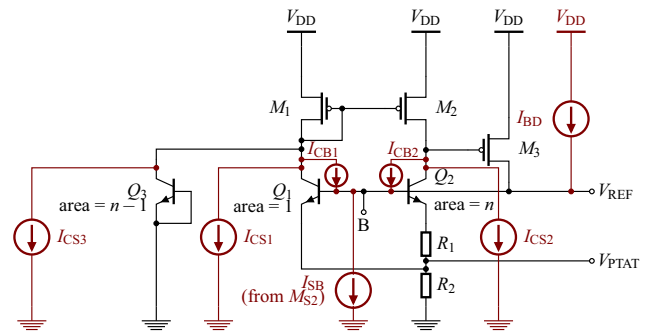 V_DD V_DD V_DD V_DD
M_1 M_2 I_BD
I_CB1 I_CB2 M_3
Q_3 Q_1 Q_2
area = n − 1 area = 1 area = n V_REF
B
I_CS3 I_CS1 R_1 I_CS2
I_SB V_PTAT
(from M_S2) R_2